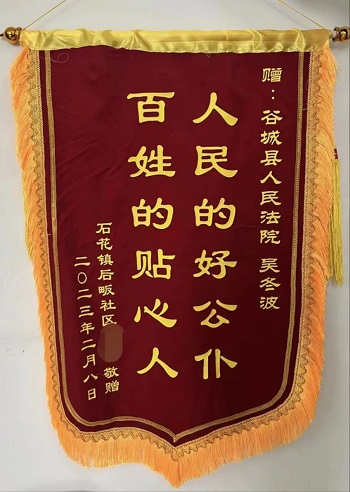 赠：谷城县人民法院 吴冬波
人民的好公仆
百姓的贴心人
石花镇后畈社区 敬赠
二〇二三年二月八日